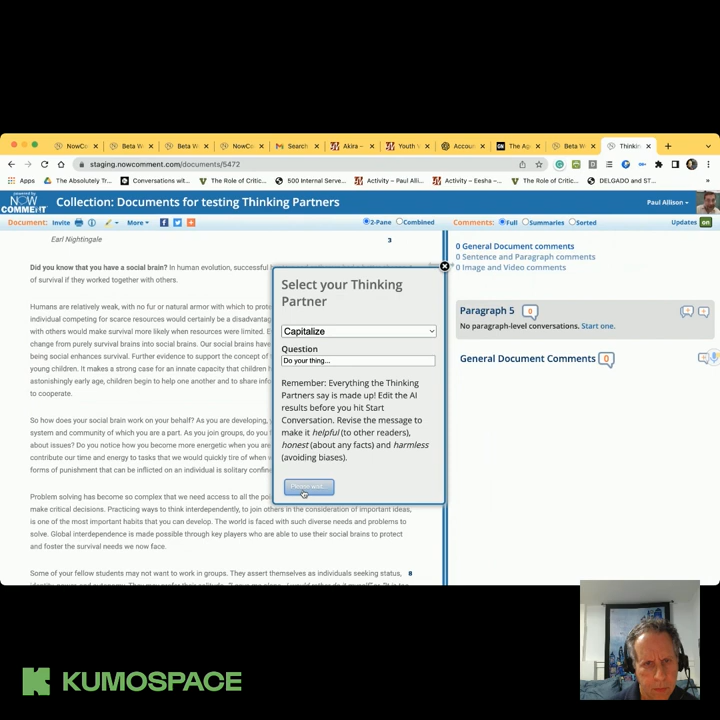 NowCo
Beta W
Beta W
NowCo
Search
Akira –
Youth V
Accoun
The Ag
Beta W
Thinkin
staging.nowcomment.com/documents/5472
Apps
The Absolutely Tr...
Conversations wit...
The Role of Critic...
500 Internal Serve...
The Role of Critic...
Activity – Paul Alli...
Activity – Eesha –...
DELGADO and ST...
powered by
NOW COMMENT
Collection: Documents for testing Thinking Partners
Paul Allison
Document: Invite More
2-Pane Combined
Comments: Full Summaries Sorted
Updates on
Earl Nightingale
3
0 General Document comments
0 Sentence and Paragraph comments
0 Image and Video comments
Did you know that you have a social brain? In human evolution, successful
of survival if they worked together with others.
Humans are relatively weak, with no fur or natural armor with which to prote
individual competing for scarce resources would certainly be a disadvantag
with others would make survival more likely when resources were limited. E
change from purely survival brains into social brains. Our social brains have
being social enhances survival. Further evidence to support the concept of
young children. It makes a strong case for an innate capacity that children h
astonishingly early age, children begin to help one another and to share info
to cooperate.
So how does your social brain work on your behalf? As you are developing, y
system and community of which you are a part. As you join groups, do you f
about issues? Do you notice how you become more energetic when you are
contribute our time and energy to tasks that we would quickly tire of when w
forms of punishment that can be inflicted on an individual is solitary confine
Problem solving has become so complex that we need access to all the po
make critical decisions. Practicing ways to think independently, to join others in the consideration of important ideas,
is one of the most important habits that you can develop. The world is faced with such diverse needs and problems to
solve. Global interdependence is made possible through key players who are able to use their social brains to protect
and foster the survival needs we now face.
Some of your fellow students may not want to work in groups. They assert themselves as individuals seeking status,
8
Select your Thinking
Partner
Capitalize
Question
Do your thing...
Remember: Everything the Thinking
Partners say is made up! Edit the AI
results before you hit Start
Conversation. Revise the message to
make it helpful (to other readers),
honest (about any facts) and harmless
(avoiding biases).
Paragraph 5 0
No paragraph-level conversations. Start one.
General Document Comments 0
KUMOSPACE